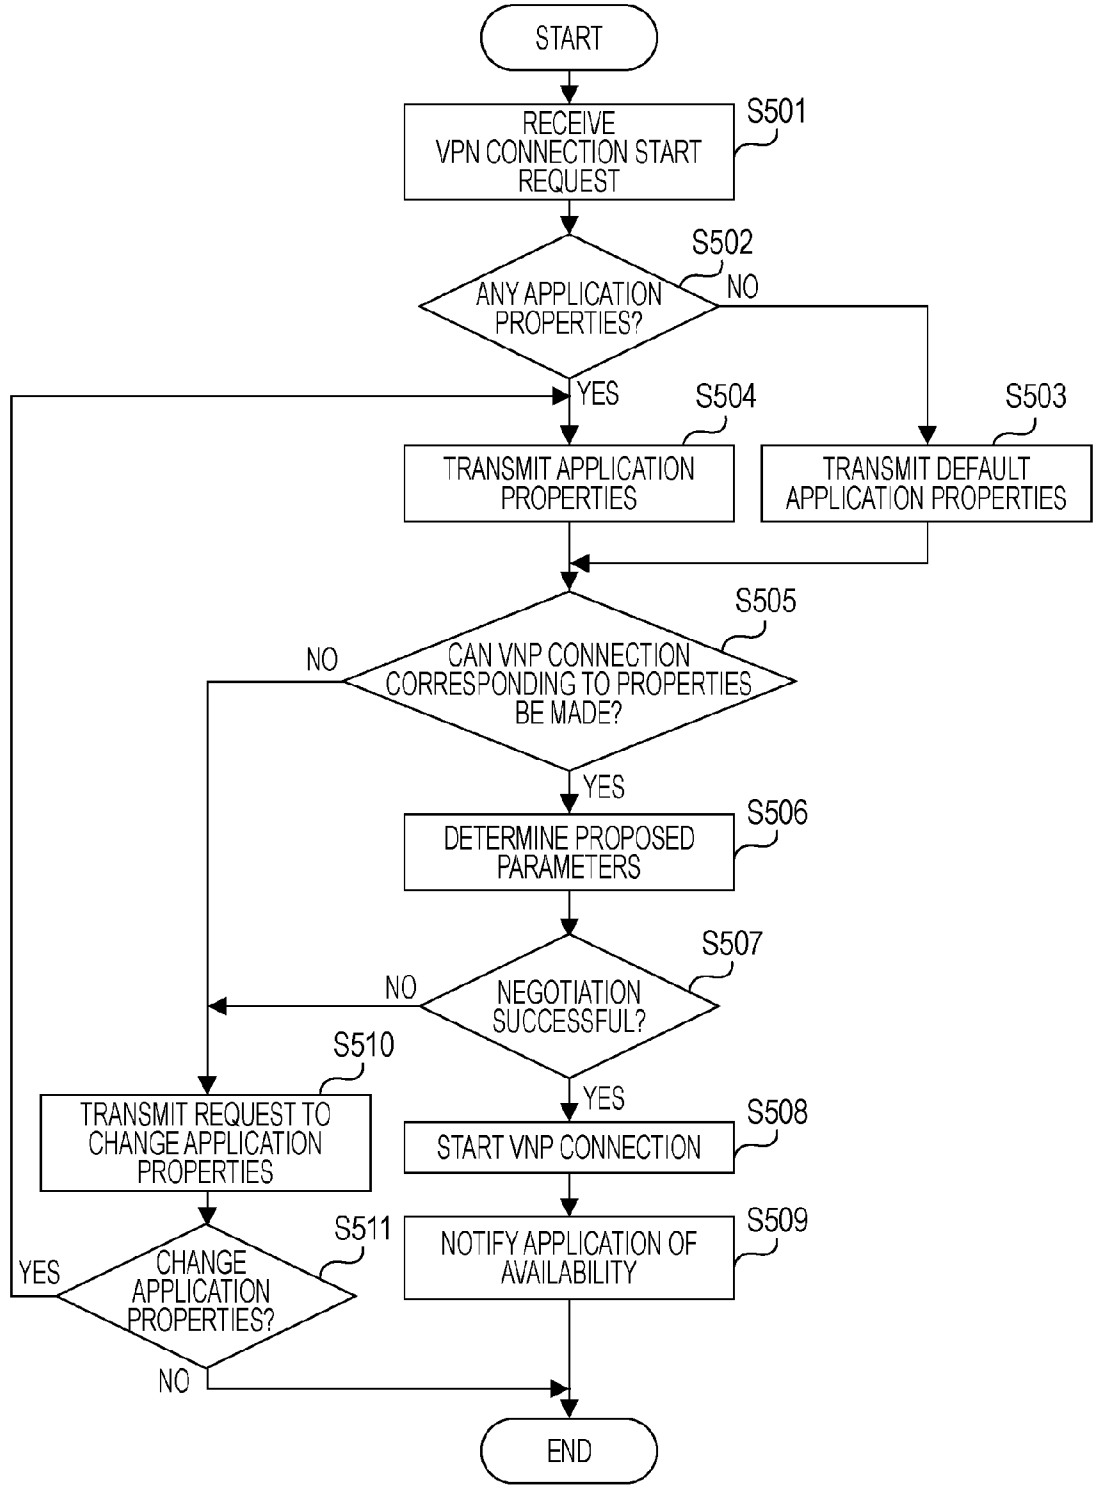 START
S501
RECEIVE
VPN CONNECTION START
REQUEST
S502
ANY APPLICATION
PROPERTIES?
NO
YES
S504
TRANSMIT APPLICATION
PROPERTIES
S503
TRANSMIT DEFAULT
APPLICATION PROPERTIES
S505
CAN VNP CONNECTION
CORRESPONDING TO PROPERTIES
BE MADE?
NO
YES
S506
DETERMINE PROPOSED
PARAMETERS
S507
NEGOTIATION
SUCCESSFUL?
NO
YES
S510
TRANSMIT REQUEST TO
CHANGE APPLICATION
PROPERTIES
S508
START VNP CONNECTION
S511
CHANGE
APPLICATION
PROPERTIES?
YES
NO
S509
NOTIFY APPLICATION OF
AVAILABILITY
END